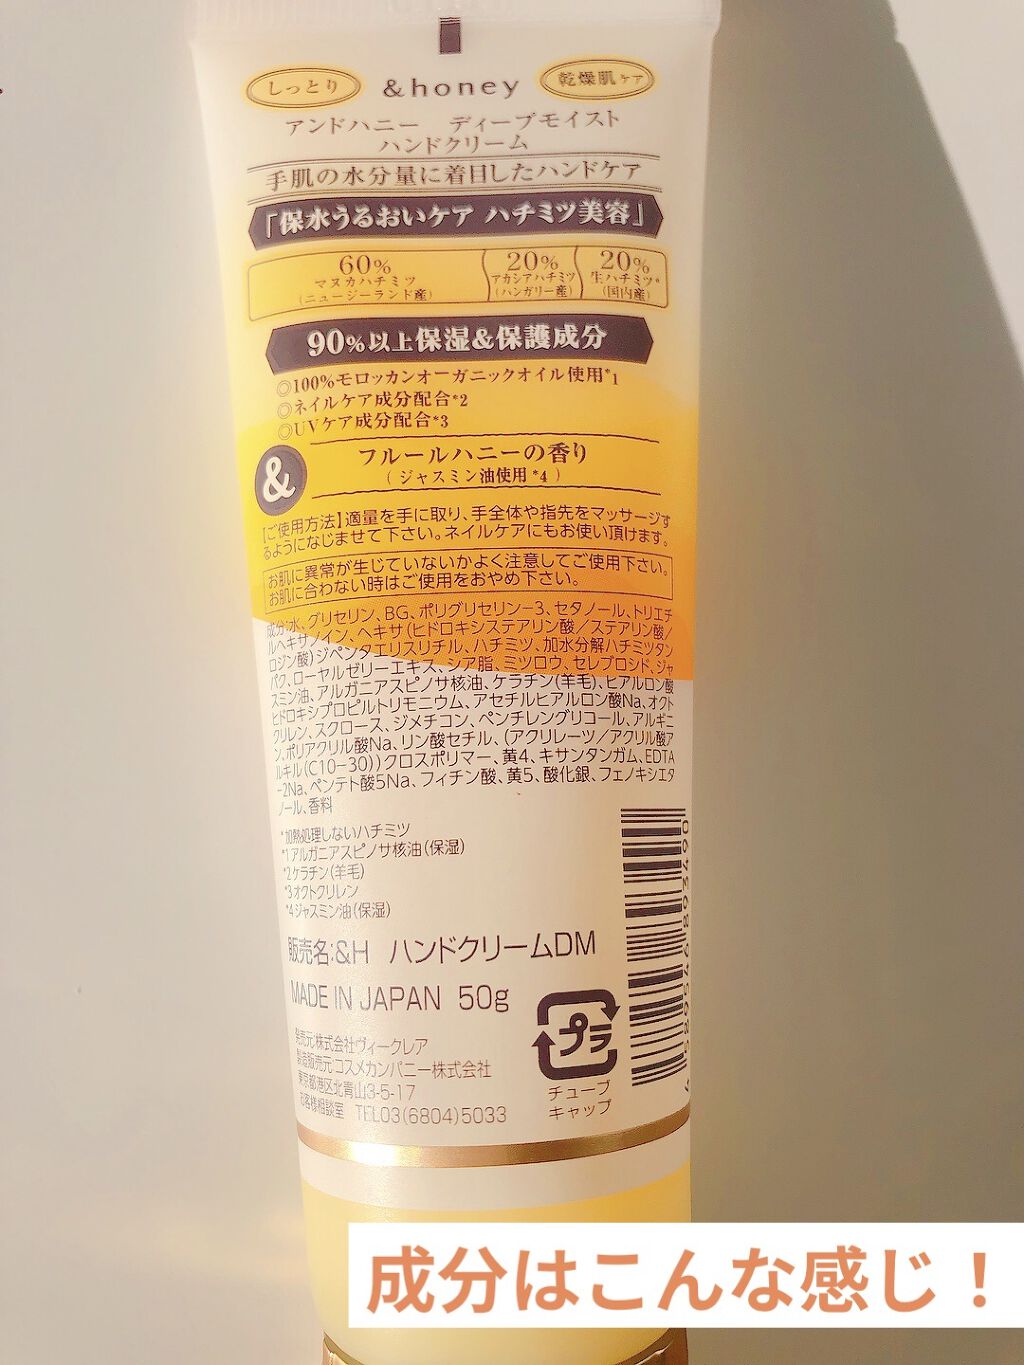 しっとり &honey 乾燥肌ケア
アンドハニー ディープモイスト
ハンドクリーム
手肌の水分量に着目したハンドケア
「保水うるおいケア ハチミツ美容」
60% 20% 20%
マヌカハチミツ アカシアハチミツ 生ハチミツ*
(ニュージーランド産) (ハンガリー産) (国内産)
90%以上保湿&保護成分
◎100%モロッカンオーガニックオイル使用*1
◎ネイルケア成分配合*2
◎UVケア成分配合*3
& フルールハニーの香り
(ジャスミン油使用*4)
【ご使用方法】適量を手に取り、手全体や指先をマッサージす
るようになじませて下さい。ネイルケアにもお使い頂けます。
お肌に異常が生じていないかよく注意してご使用下さい。
お肌に合わない時はご使用をおやめ下さい。
成分:水、グリセリン、BG、ポリグリセリン-3、セタノール、トリエチ
ルヘキサノイン、ヘキサ(ヒドロキシステアリン酸/ステアリン酸/
ロジン酸)ジペンタエリスリチル、ハチミツ、加水分解ハチミツタン
パク、ローヤルゼリーエキス、シア脂、ミツロウ、セレブロシド、ジャ
スミン油、アルガニアスピノサ核油、ケラチン(羊毛)、ヒアルロン酸
ヒドロキシプロピルトリモニウム、アセチルヒアルロン酸Na、オクト
クリレン、スクロース、ジメチコン、ペンチレングリコール、アルギニ
ン、ポリアクリル酸Na、リン酸セチル、(アクリレーツ/アクリル酸ア
ルキル(C10-30))クロスポリマー、黄4、キサンタンガム、EDTA
-2Na、ペンテト酸5Na、フィチン酸、黄5、酸化銀、フェノキシエタ
ノール、香料
*加熱処理しないハチミツ
*1アルガニアスピノサ核油(保湿)
*2ケラチン(羊毛)
*3オクトクリレン
*4ジャスミン油(保湿)
販売名:&H ハンドクリームDM
MADE IN JAPAN 50g
発売元:株式会社ヴィークレア
製造販売元:コスメカンパニー株式会社
東京都港区北青山3-5-17
お客様相談室 TEL03(6804)5033
プラ
チューブ
キャップ
成分はこんな感じ！